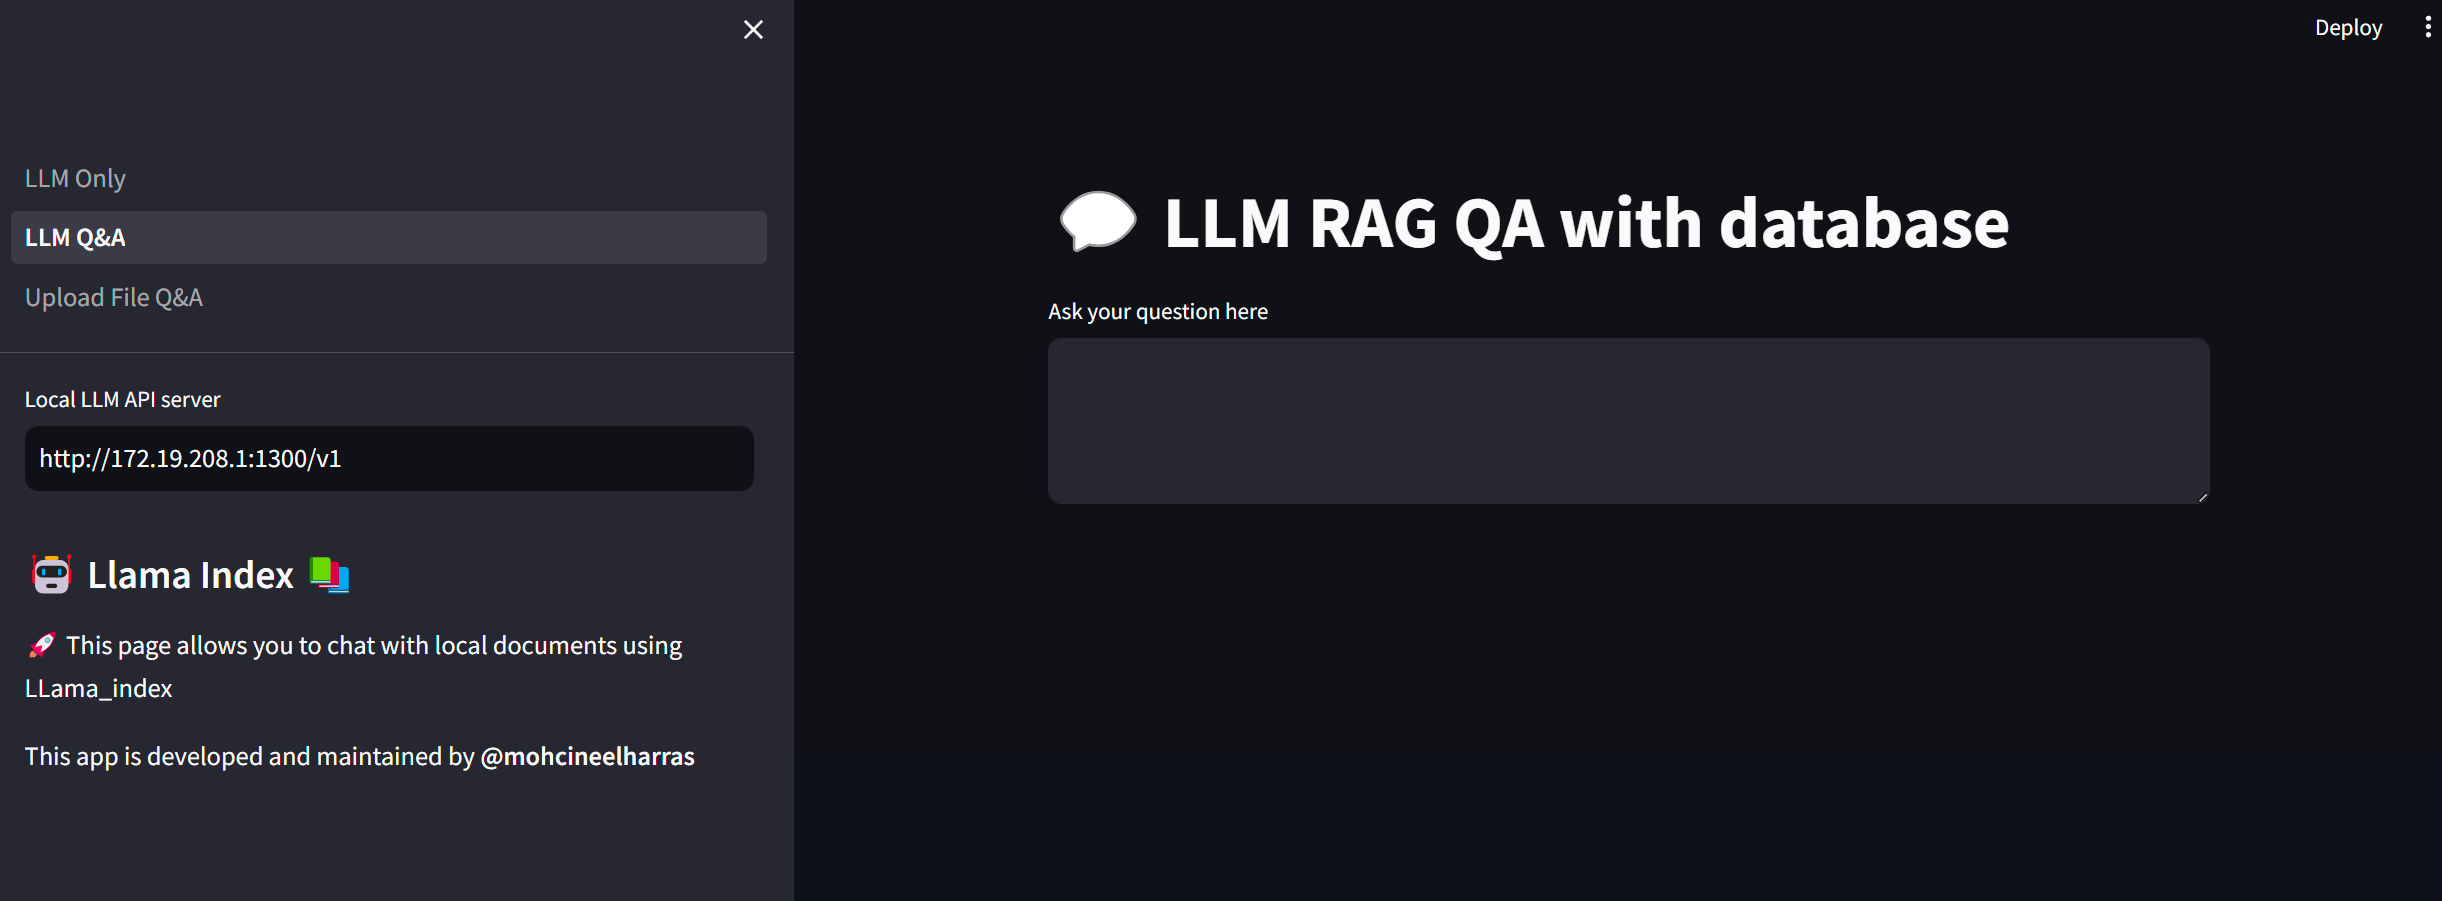 LLM Only
LLM Q&A
Upload File Q&A
Local LLM API server
http://172.19.208.1:1300/v1
Llama Index
This page allows you to chat with local documents using
LLama_index
This app is developed and maintained by @mohcineelharras
Deploy
LLM RAG QA with database
Ask your question here